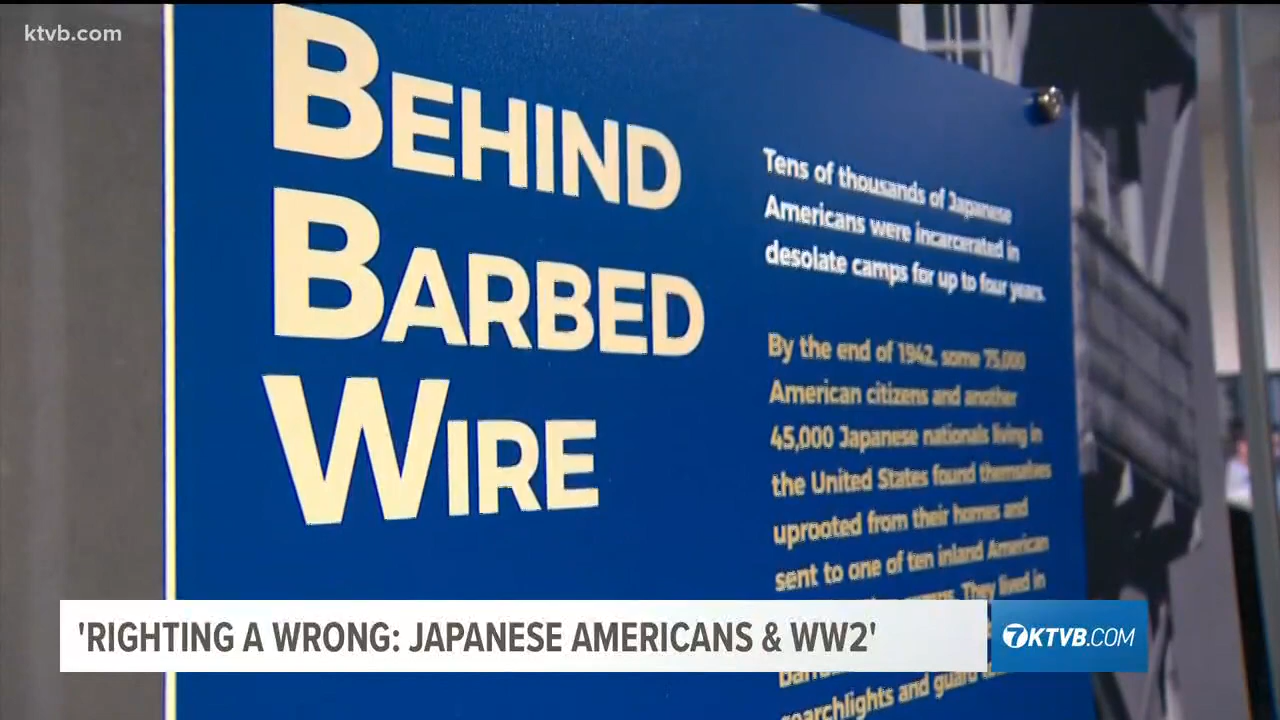 ktvb.com
BEHIND
BARBED
WIRE
Tens of thousands of Japanese
Americans were incarcerated in
desolate camps for up to four years.
By the end of 1942, some 75,000
American citizens and another
45,000 Japanese nationals living in
the United States found themselves
uprooted from their homes and
sent to one of ten inland American
They lived in
searchlights and guard
'RIGHTING A WRONG: JAPANESE AMERICANS & WW2'
7KTVB.COM